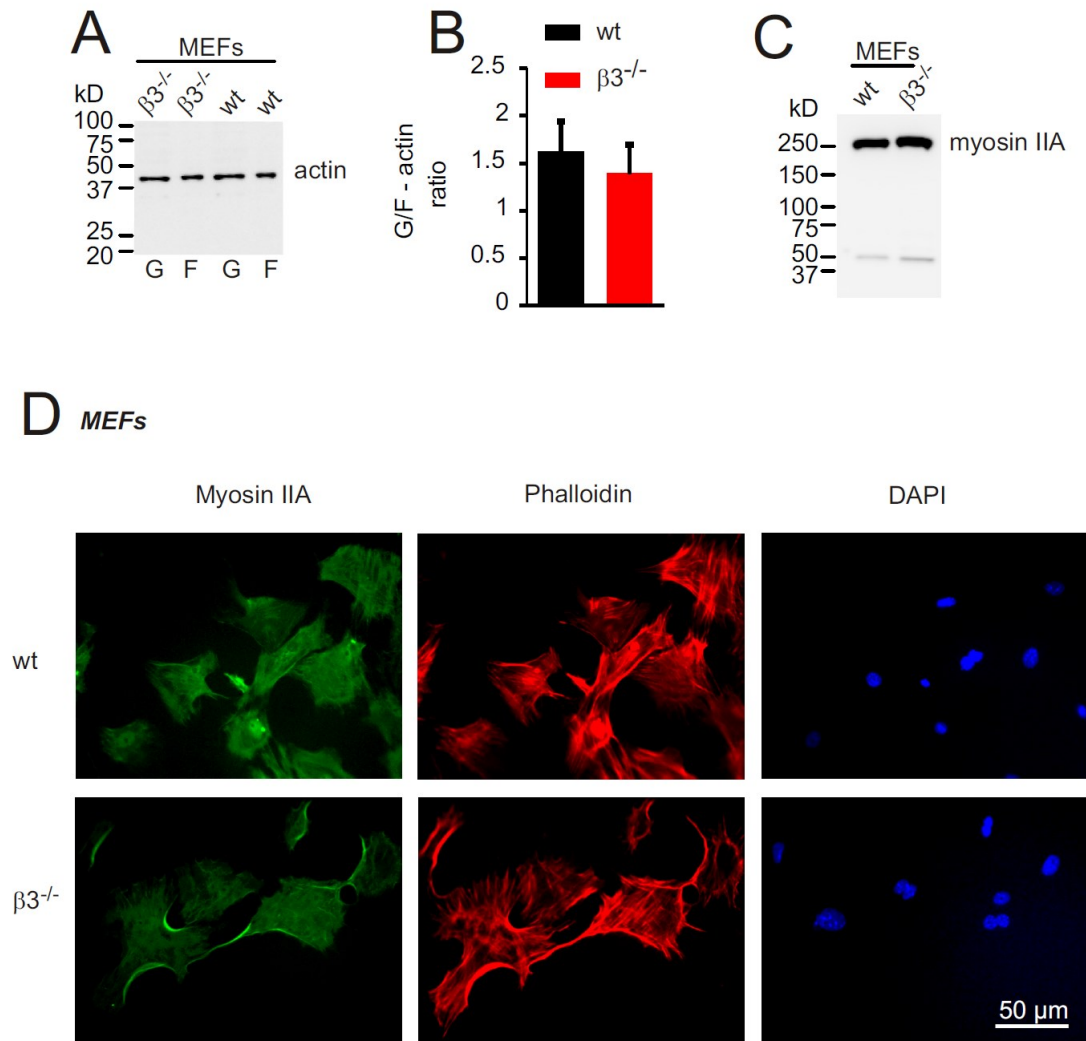 A
MEFs
kD
β3-/- β3-/- wt wt
100
75
50
37
25
20
actin
G F G F
B
wt
β3-/-
G/F - actin
ratio
2.5
2
1.5
1
0.5
0
C
MEFs
kD
wt β3-/-
250
150
100
75
50
37
myosin IIA
D MEFs
Myosin IIA Phalloidin DAPI
wt
β3-/-
50 µm